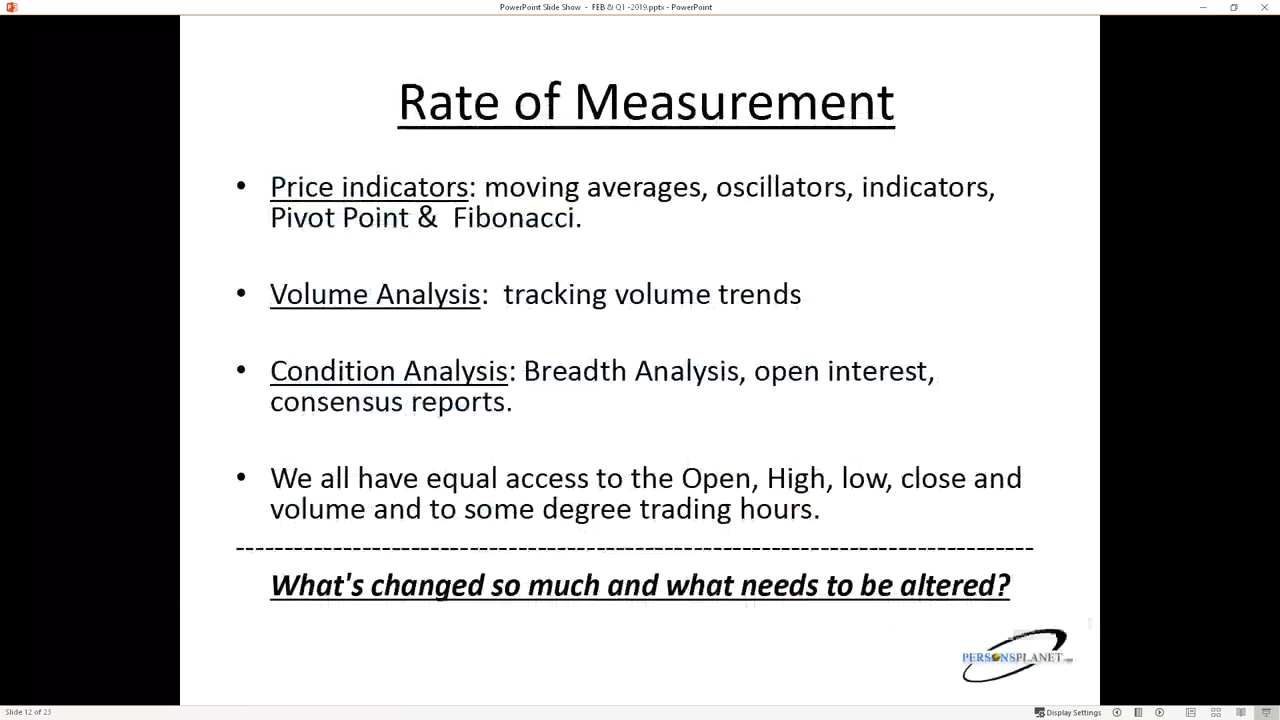 PowerPoint Slide Show - FEB & Q1 -2019.pptx - PowerPoint
Rate of Measurement
• Price indicators: moving averages, oscillators, indicators,
Pivot Point & Fibonacci.
• Volume Analysis: tracking volume trends
• Condition Analysis: Breadth Analysis, open interest,
consensus reports.
• We all have equal access to the Open, High, low, close and
volume and to some degree trading hours.
--------------------------------------------------------------------------------
What's changed so much and what needs to be altered?
PERSONSPLANET
Slide 12 of 23
Display Settings